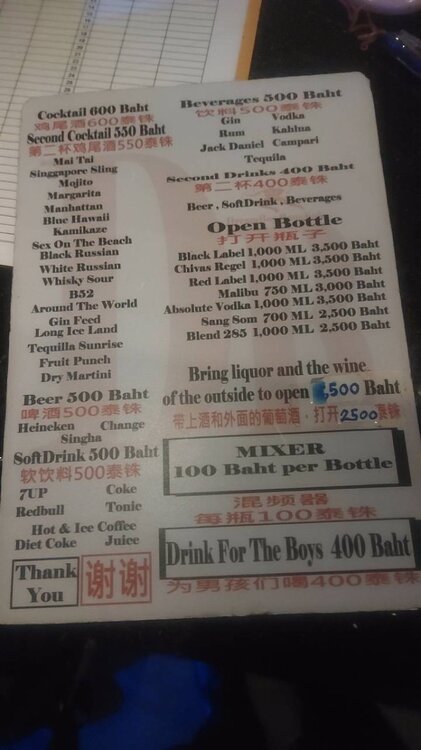 Cocktail 600 Baht
鸡尾酒600泰铢
Second Cocktail 550 Baht
第二杯鸡尾酒550泰铢
Mai Tai
Singgapore Sling
Mojito
Margarita
Manhattan
Blue Hawaii
Kamikaze
Sex On The Beach
Black Russian
White Russian
Whisky Sour
B52
Around The World
Gin Feed
Long Ice Land
Tequilla Sunrise
Fruit Punch
Dry Martini
Beer 500 Baht
啤酒500泰铢
Heineken Change
Singha
SoftDrink 500 Baht
软饮料500泰铢
7UP Coke
Redbull Tonic
Hot & Ice Coffee
Diet Coke Juice
Thank You
谢谢
Beverages 500 Baht
饮料500泰铢
Gin Vodka
Rum Kahlua
Jack Daniel Campari
Tequila
Second Drinks 400 Baht
第二杯400泰铢
Beer , SoftDrink , Beverages
Open Bottle
打开瓶子
Black Label 1,000 ML 3,500 Baht
Chivas Regel 1,000 ML 3,500 Baht
Red Label 1,000 ML 3,500 Baht
Malibu 750 ML 3,000 Baht
Absolute Vodka 1,000 ML 3,500 Baht
Sang Som 700 ML 2,500 Baht
Blend 285 1,000 ML 2,500 Baht
Bring liquor and the wine
of the outside to open ,500 Baht
带上酒和外面的葡萄酒，打开2500泰铢
MIXER
100 Baht per Bottle
混频器
每瓶100泰铢
Drink For The Boys 400 Baht
为男孩们喝400泰铢